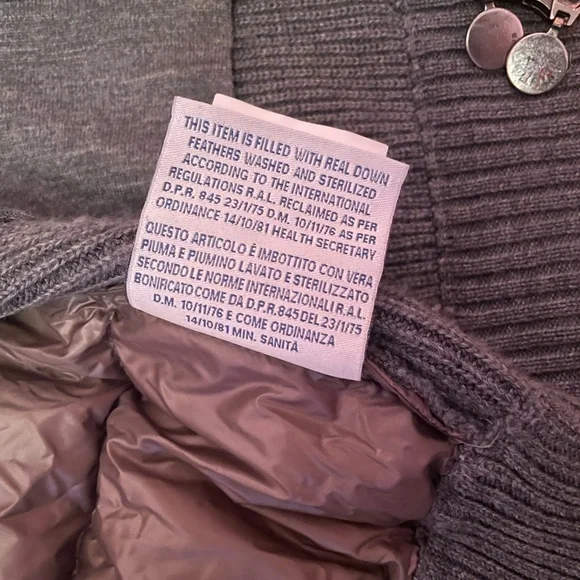 THIS ITEM IS FILLED WITH REAL DOWN
FEATHERS WASHED AND STERILIZED
ACCORDING TO THE INTERNATIONAL
REGULATIONS R.A.L. RECLAIMED AS PER
D.P.R. 845 23/1/75 D.M. 10/11/76 AS PER
ORDINANCE 14/10/81 HEALTH SECRETARY
QUESTO ARTICOLO È IMBOTTITO CON VERA
PIUMA E PIUMINO LAVATO E STERILIZZATO
SECONDO LE NORME INTERNAZIONALI R.A.L.
BONIFICATO COME DA D.P.R. 845 DEL 23/1/75
D.M. 10/11/76 E COME ORDINANZA
14/10/81 MIN. SANITÀ